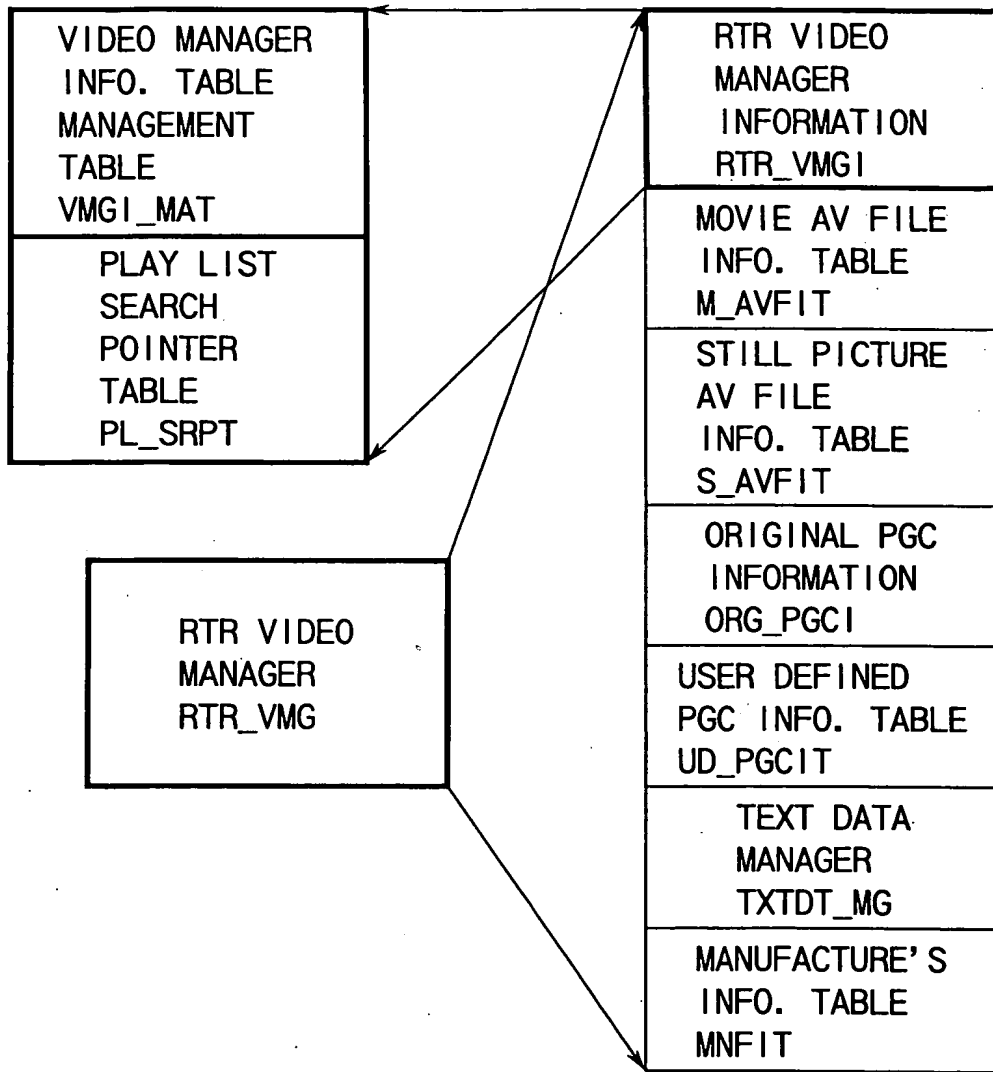 VIDEO MANAGER
INFO. TABLE
MANAGEMENT
TABLE
VMGI_MAT
PLAY LIST
SEARCH
POINTER
TABLE
PL_SRPT
RTR VIDEO
MANAGER
RTR_VMG
RTR VIDEO
MANAGER
INFORMATION
RTR_VMGI
MOVIE AV FILE
INFO. TABLE
M_AVFIT
STILL PICTURE
AV FILE
INFO. TABLE
S_AVFIT
ORIGINAL PGC
INFORMATION
ORG_PGCI
USER DEFINED
PGC INFO. TABLE
UD_PGCIT
TEXT DATA
MANAGER
TXTDT_MG
MANUFACTURE'S
INFO. TABLE
MNFIT